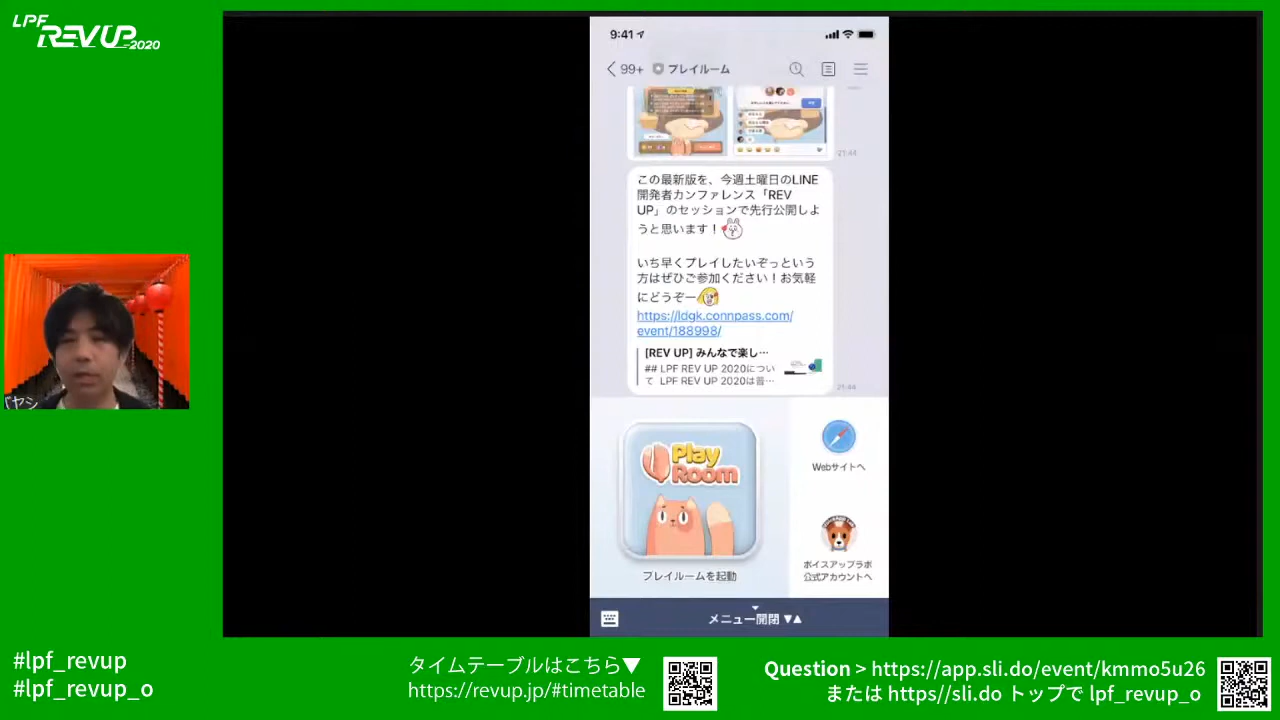 LPF
REV UP 2020
9:41
99+ プレイルーム
21:44
この最新版を、今週土曜日のLINE
開発者カンファレンス「REV
UP」のセッションで先行公開しよ
うと思います！
いち早くプレイしたいぞっという
方はぜひご参加ください！お気軽
にどうぞー
https://ldgk.connpass.com/
event/188998/
[REV UP] みんなで楽し…
## LPF REV UP 2020につい
て LPF REV UP 2020は普…
21:44
Play
Room
プレイルームを起動
Webサイトへ
ボイスアップラボ
公式アカウントへ
メニュー開閉 ▼▲
バヤシ
#lpf_revup
#lpf_revup_o
タイムテーブルはこちら▼
https://revup.jp/#timetable
Question > https://app.sli.do/event/kmmo5u26
または https//sli.do トップで lpf_revup_o